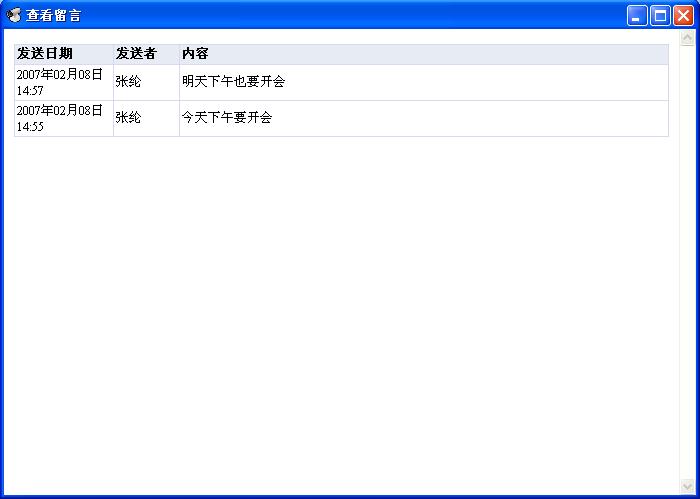 查看留言
发送日期 发送者 内容
2007年02月08日
14:57 张纶 明天下午也要开会
2007年02月08日
14:55 张纶 今天下午要开会